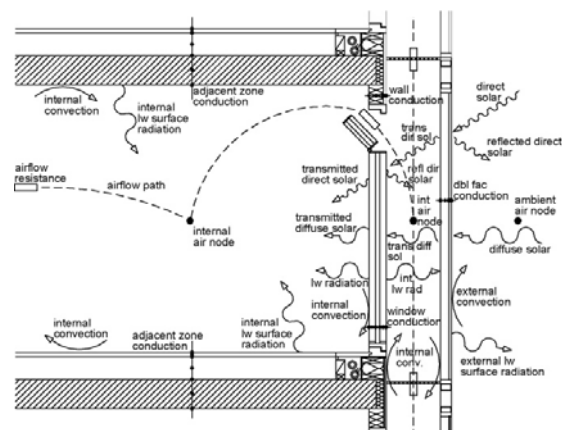 internal
convection
internal
lw surface
radiation
adjacent zone
conduction
wall
conduction
direct
solar
trans
dir sol
reflected direct
solar
airflow
resistance
airflow path
transmitted
direct solar
refl dir
solar
dbl fac
conduction
int
air
node
ambient
air node
internal
air node
transmitted
diffuse solar
trans diff
sol
diffuse solar
lw radiation
int
lw rad
internal
convection
external
convection
window
conduction
internal
convection
adjacent zone
conduction
internal
lw surface
radiation
internal
conv.
external lw
surface radiation